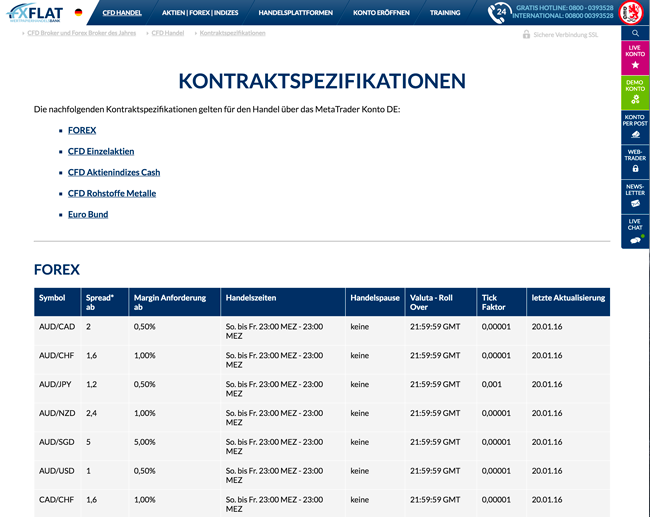 FXFLAT
WERTPAPIERHANDELSBANK
CFD HANDEL
AKTIEN | FOREX | INDIZES
HANDELSPLATTFORMEN
KONTO ERÖFFNEN
TRAINING
24
GRATIS HOTLINE: 0800 - 0393528
INTERNATIONAL: 00800 00393528
CFD Broker und Forex Broker des Jahres
CFD Handel
Kontraktspezifikationen
Sichere Verbindung SSL
LIVE
KONTO
DEMO
KONTO
KONTO
PER POST
WEB-
TRADER
NEWS-
LETTER
LIVE
CHAT
KONTRAKTSPEZIFIKATIONEN
Die nachfolgenden Kontraktspezifikationen gelten für den Handel über das MetaTrader Konto DE:
FOREX
CFD Einzelaktien
CFD Aktienindizes Cash
CFD Rohstoffe Metalle
Euro Bund
FOREX
Symbol Spread* ab Margin Anforderung ab Handelszeiten Handelspause Valuta - Roll Over Tick Faktor letzte Aktualisierung
AUD/CAD 2 0,50% So. bis Fr. 23:00 MEZ - 23:00 MEZ keine 21:59:59 GMT 0,00001 20.01.16
AUD/CHF 1,6 1,00% So. bis Fr. 23:00 MEZ - 23:00 MEZ keine 21:59:59 GMT 0,00001 20.01.16
AUD/JPY 1,2 0,50% So. bis Fr. 23:00 MEZ - 23:00 MEZ keine 21:59:59 GMT 0,001 20.01.16
AUD/NZD 2,4 1,00% So. bis Fr. 23:00 MEZ - 23:00 MEZ keine 21:59:59 GMT 0,00001 20.01.16
AUD/SGD 5 5,00% So. bis Fr. 23:00 MEZ - 23:00 MEZ keine 21:59:59 GMT 0,00001 20.01.16
AUD/USD 1 0,50% So. bis Fr. 23:00 MEZ - 23:00 MEZ keine 21:59:59 GMT 0,00001 20.01.16
CAD/CHF 1,6 1,00% So. bis Fr. 23:00 MEZ - 23:00 MEZ keine 21:59:59 GMT 0,00001 20.01.16